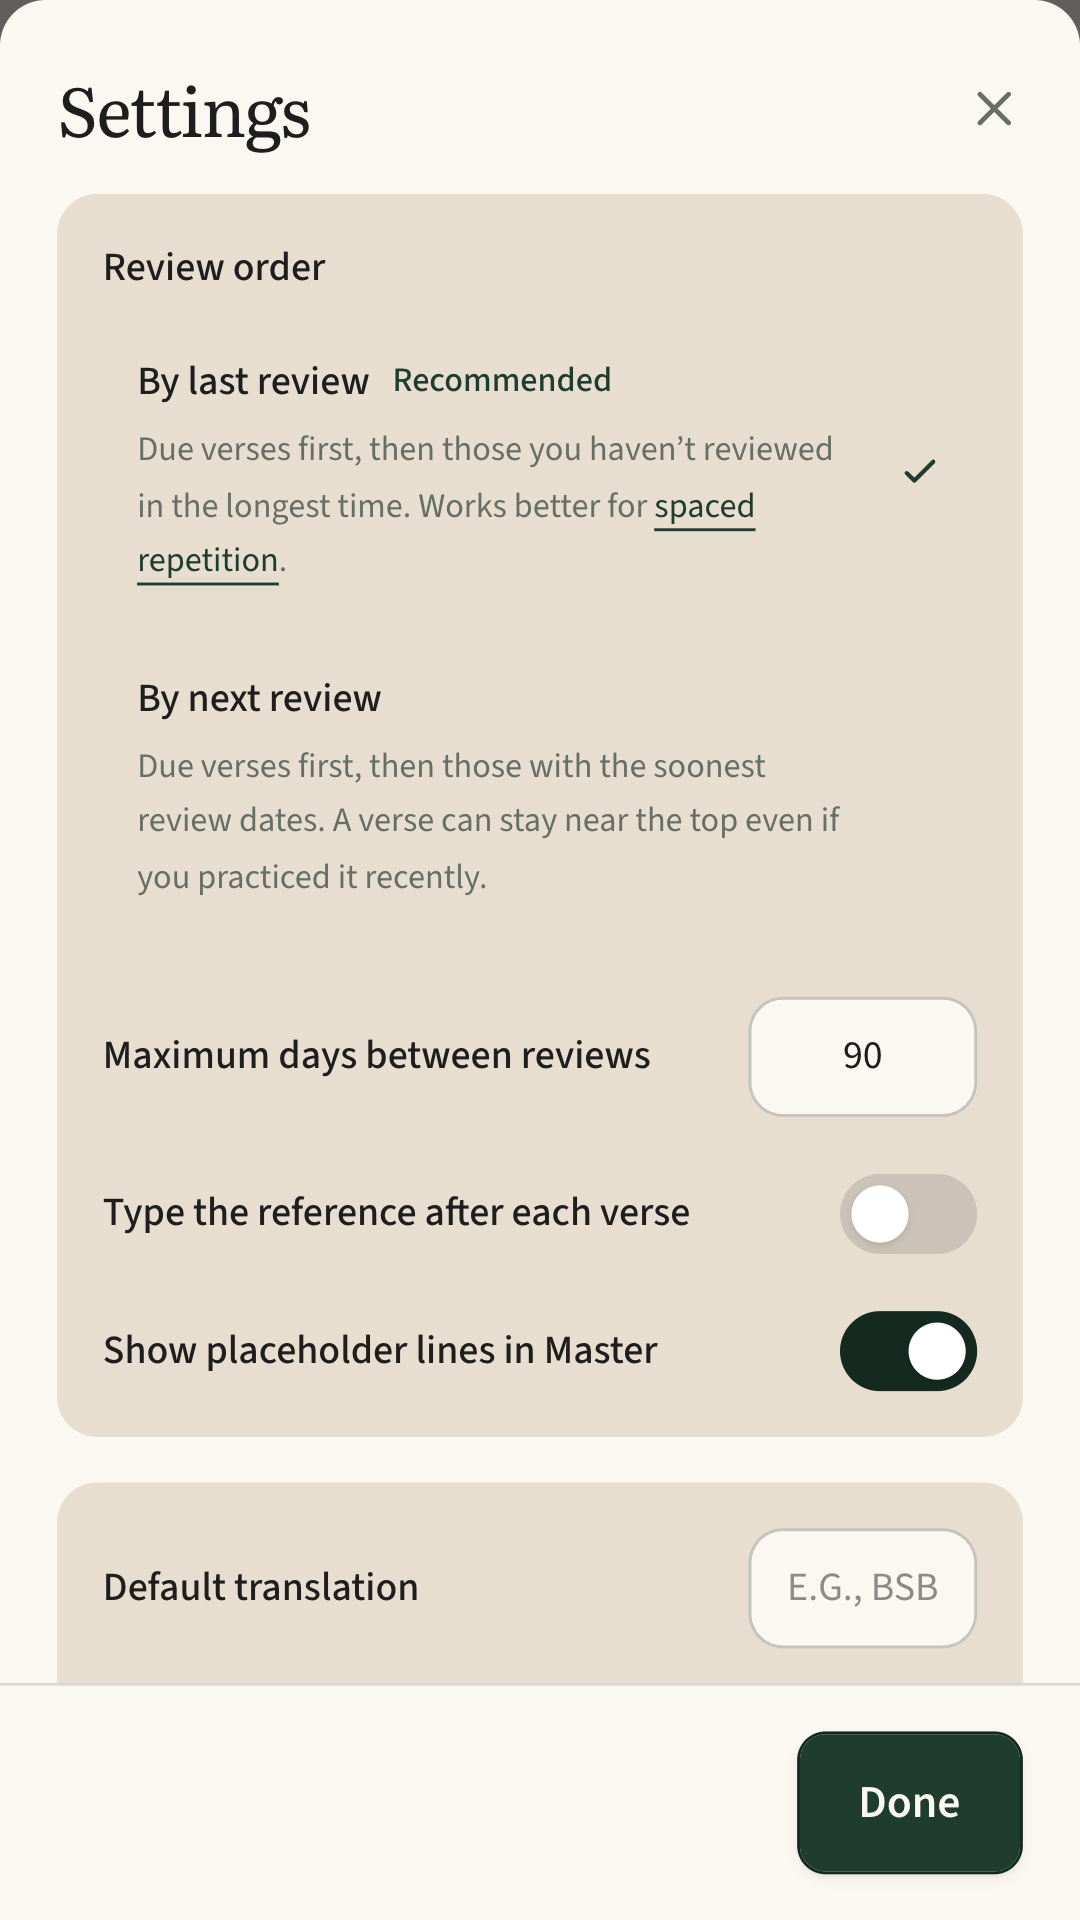 Settings
Review order
By last review Recommended
Due verses first, then those you haven’t reviewed
in the longest time. Works better for spaced
repetition.
By next review
Due verses first, then those with the soonest
review dates. A verse can stay near the top even if
you practiced it recently.
Maximum days between reviews 90
Type the reference after each verse
Show placeholder lines in Master
Default translation E.G., BSB
Done